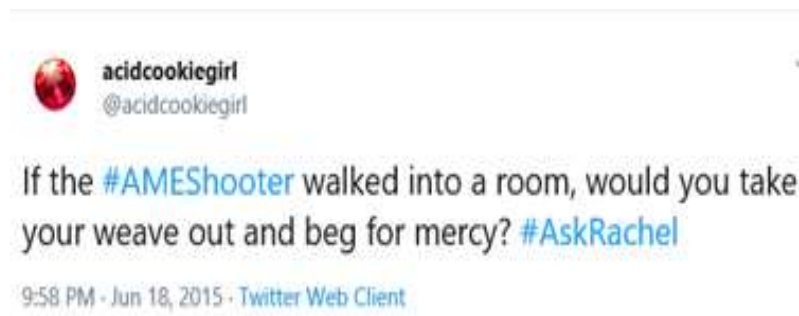 acidcookiegirl
@acidcookiegirl
If the #AMEShooter walked into a room, would you take
your weave out and beg for mercy? #AskRachel
9:58 PM - Jun 18, 2015 - Twitter Web Client